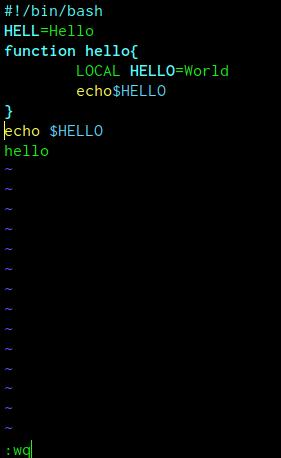 #!/bin/bash
HELL=Hello
function hello{
        LOCAL HELLO=World
        echo$HELLO
}
echo $HELLO
hello
~
~
~
~
~
~
~
~
~
~
~
~
~
~
:wq